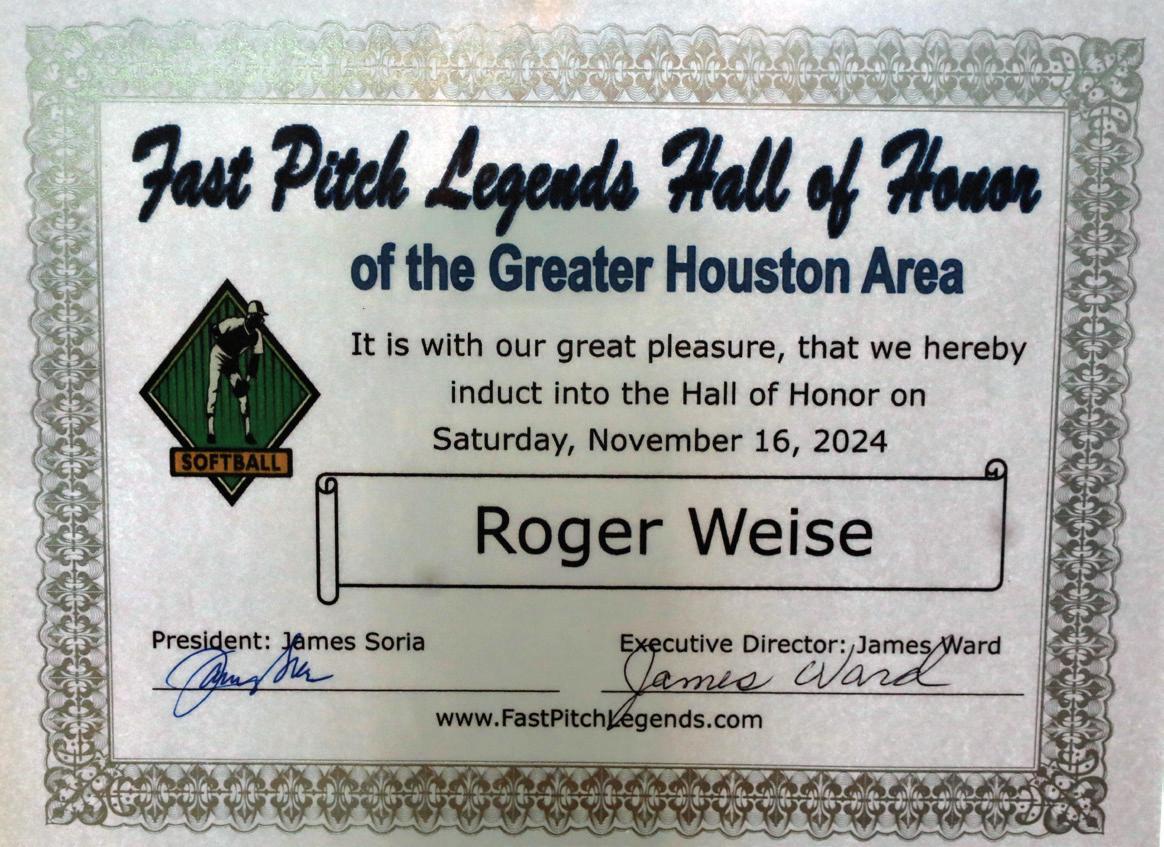 Fast Pitch Legends Hall of Honor
of the Greater Houston Area
It is with our great pleasure, that we hereby
induct into the Hall of Honor on
Saturday, November 16, 2024
SOFTBALL
Roger Weise
President: James Soria
Executive Director: James Ward
James Soria
James Ward
www.FastPitchLegends.com